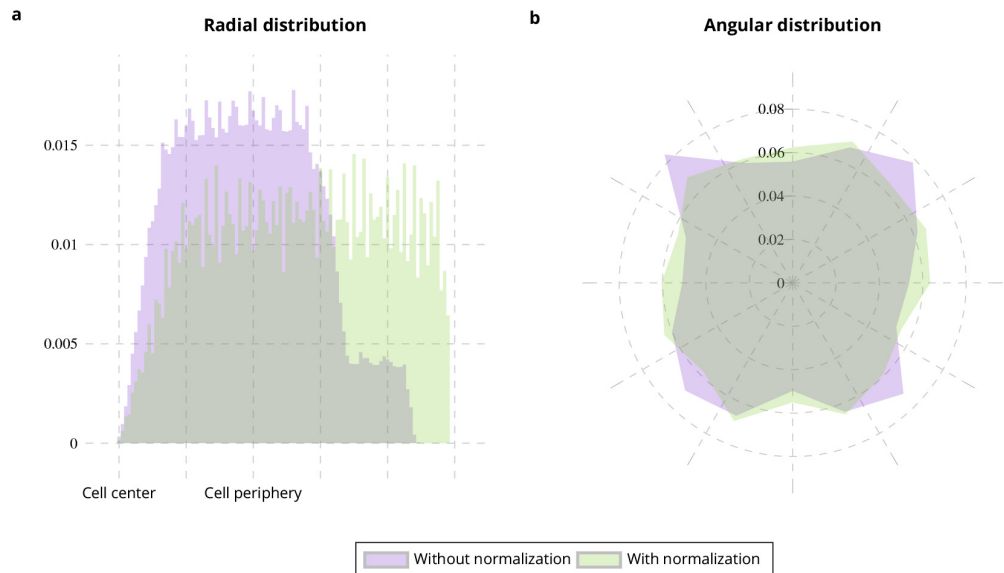 a
Radial distribution
0.015
0.01
0.005
0
Cell center
Cell periphery
b
Angular distribution
0.08
0.06
0.04
0.02
0
Without normalization
With normalization